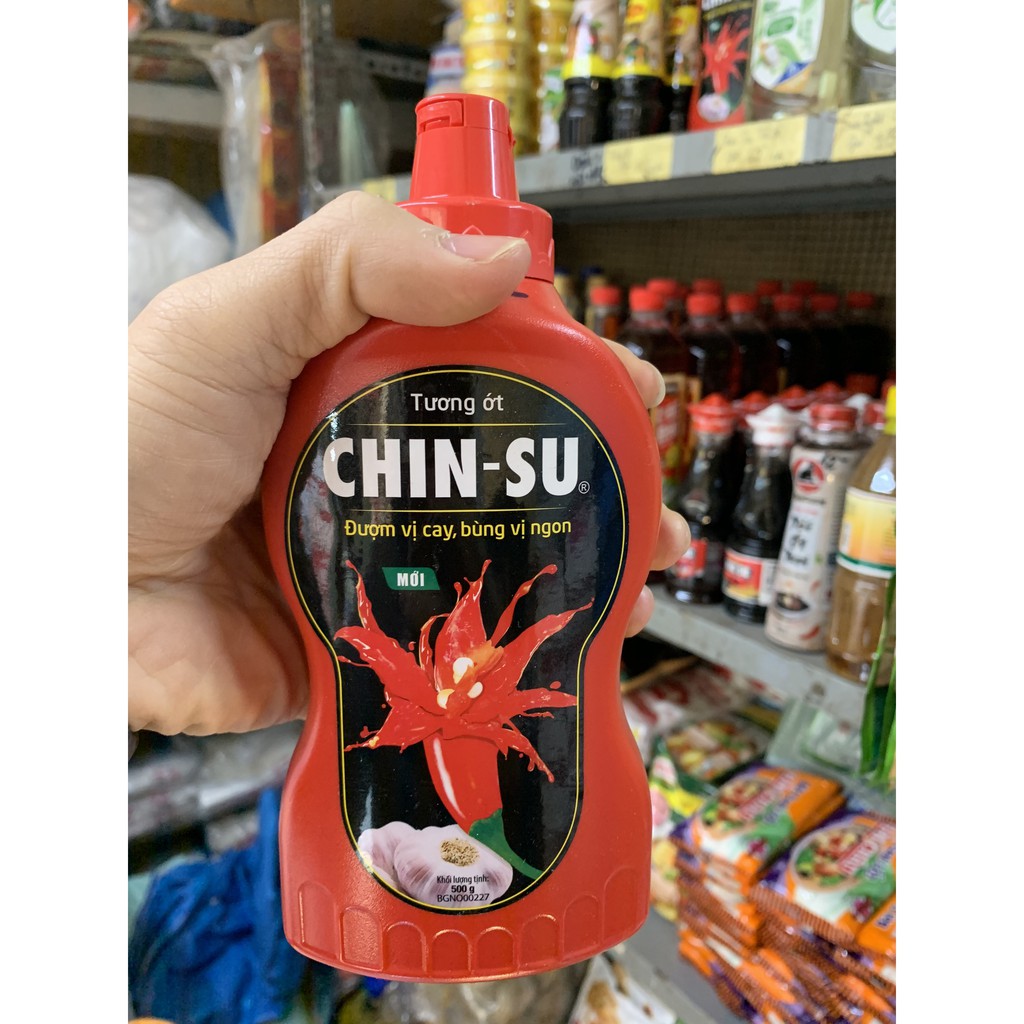 Tương ớt
CHIN-SU®
Đượm vị cay, bùng vị ngon
MỚI
Khối lượng tịnh:
500 g
BGNO00227